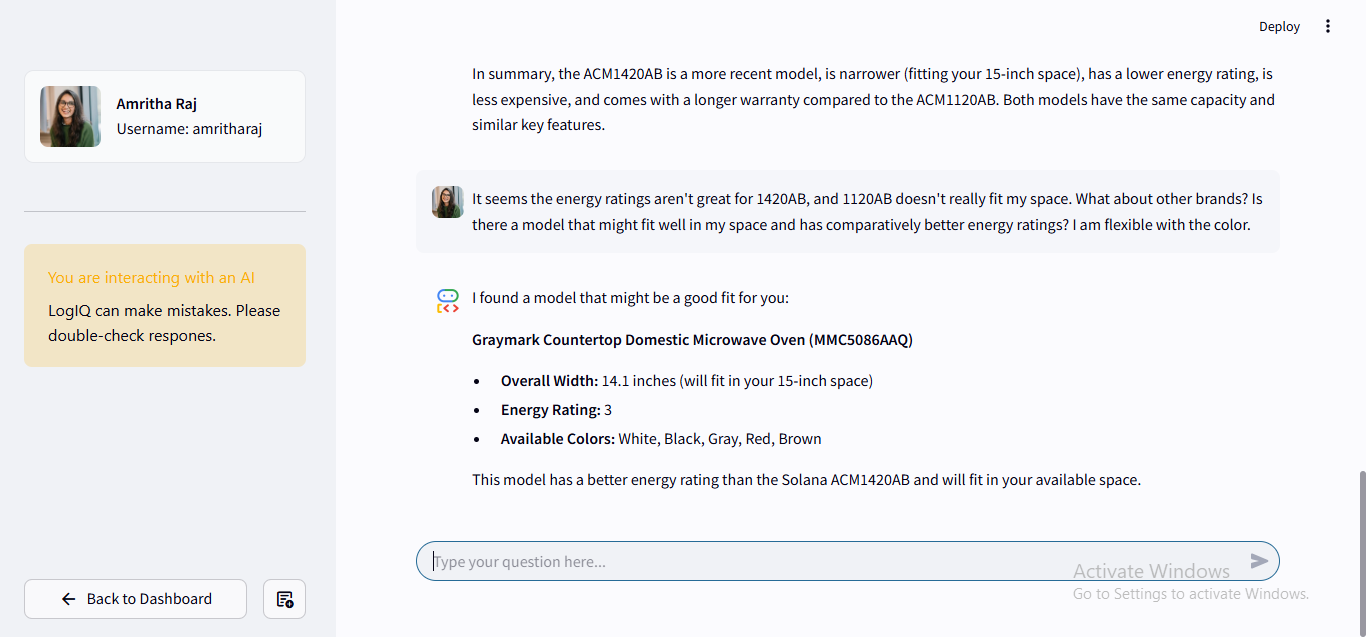 Deploy
Amritha Raj
Username: amritharaj
You are interacting with an AI
LogIQ can make mistakes. Please
double-check respones.
Back to Dashboard
In summary, the ACM1420AB is a more recent model, is narrower (fitting your 15-inch space), has a lower energy rating, is
less expensive, and comes with a longer warranty compared to the ACM1120AB. Both models have the same capacity and
similar key features.
It seems the energy ratings aren't great for 1420AB, and 1120AB doesn't really fit my space. What about other brands? Is
there a model that might fit well in my space and has comparatively better energy ratings? I am flexible with the color.
I found a model that might be a good fit for you:
Graymark Countertop Domestic Microwave Oven (MMC5086AAQ)
• Overall Width: 14.1 inches (will fit in your 15-inch space)
• Energy Rating: 3
• Available Colors: White, Black, Gray, Red, Brown
This model has a better energy rating than the Solana ACM1420AB and will fit in your available space.
Type your question here...
Activate Windows
Go to Settings to activate Windows.